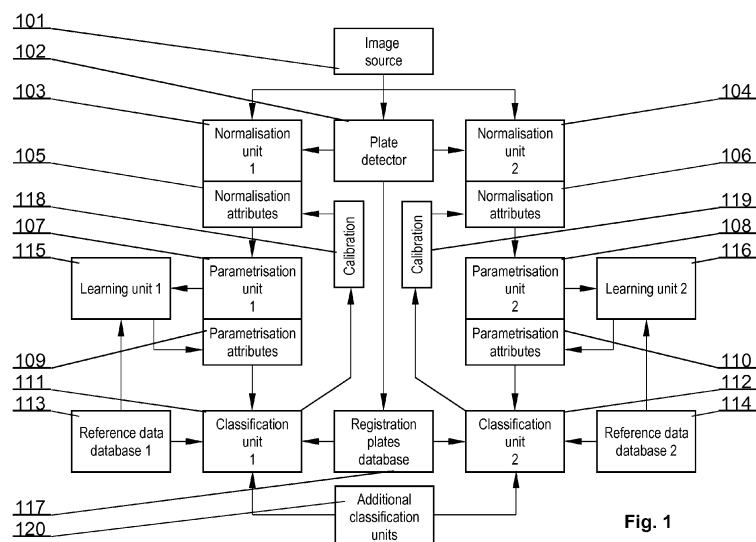 101
102
103
105
118
107
115
109
111
113
117
120
104
106
119
108
116
110
112
114
Image
source
Normalisation
unit
1
Plate
detector
Normalisation
unit
2
Normalisation
attributes
Normalisation
attributes
Calibration
Calibration
Learning unit 1
Parametrisation
unit
1
Parametrisation
unit
2
Learning unit 2
Parametrisation
attributes
Parametrisation
attributes
Reference data
database 1
Classification
unit
1
Registration
plates
database
Classification
unit
2
Reference data
database 2
Additional
classification
units
Fig. 1